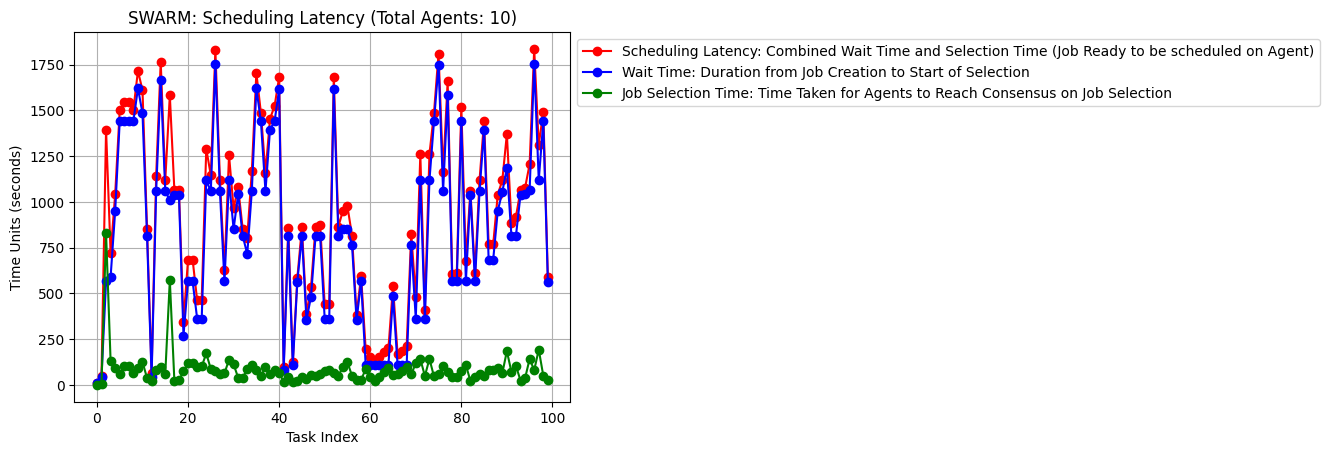 SWARM: Scheduling Latency (Total Agents: 10)
Scheduling Latency: Combined Wait Time and Selection Time (Job Ready to be scheduled on Agent)
Wait Time: Duration from Job Creation to Start of Selection
Job Selection Time: Time Taken for Agents to Reach Consensus on Job Selection
Time Units (seconds)
1750
1500
1250
1000
750
500
250
0
0 20 40 60 80 100
Task Index